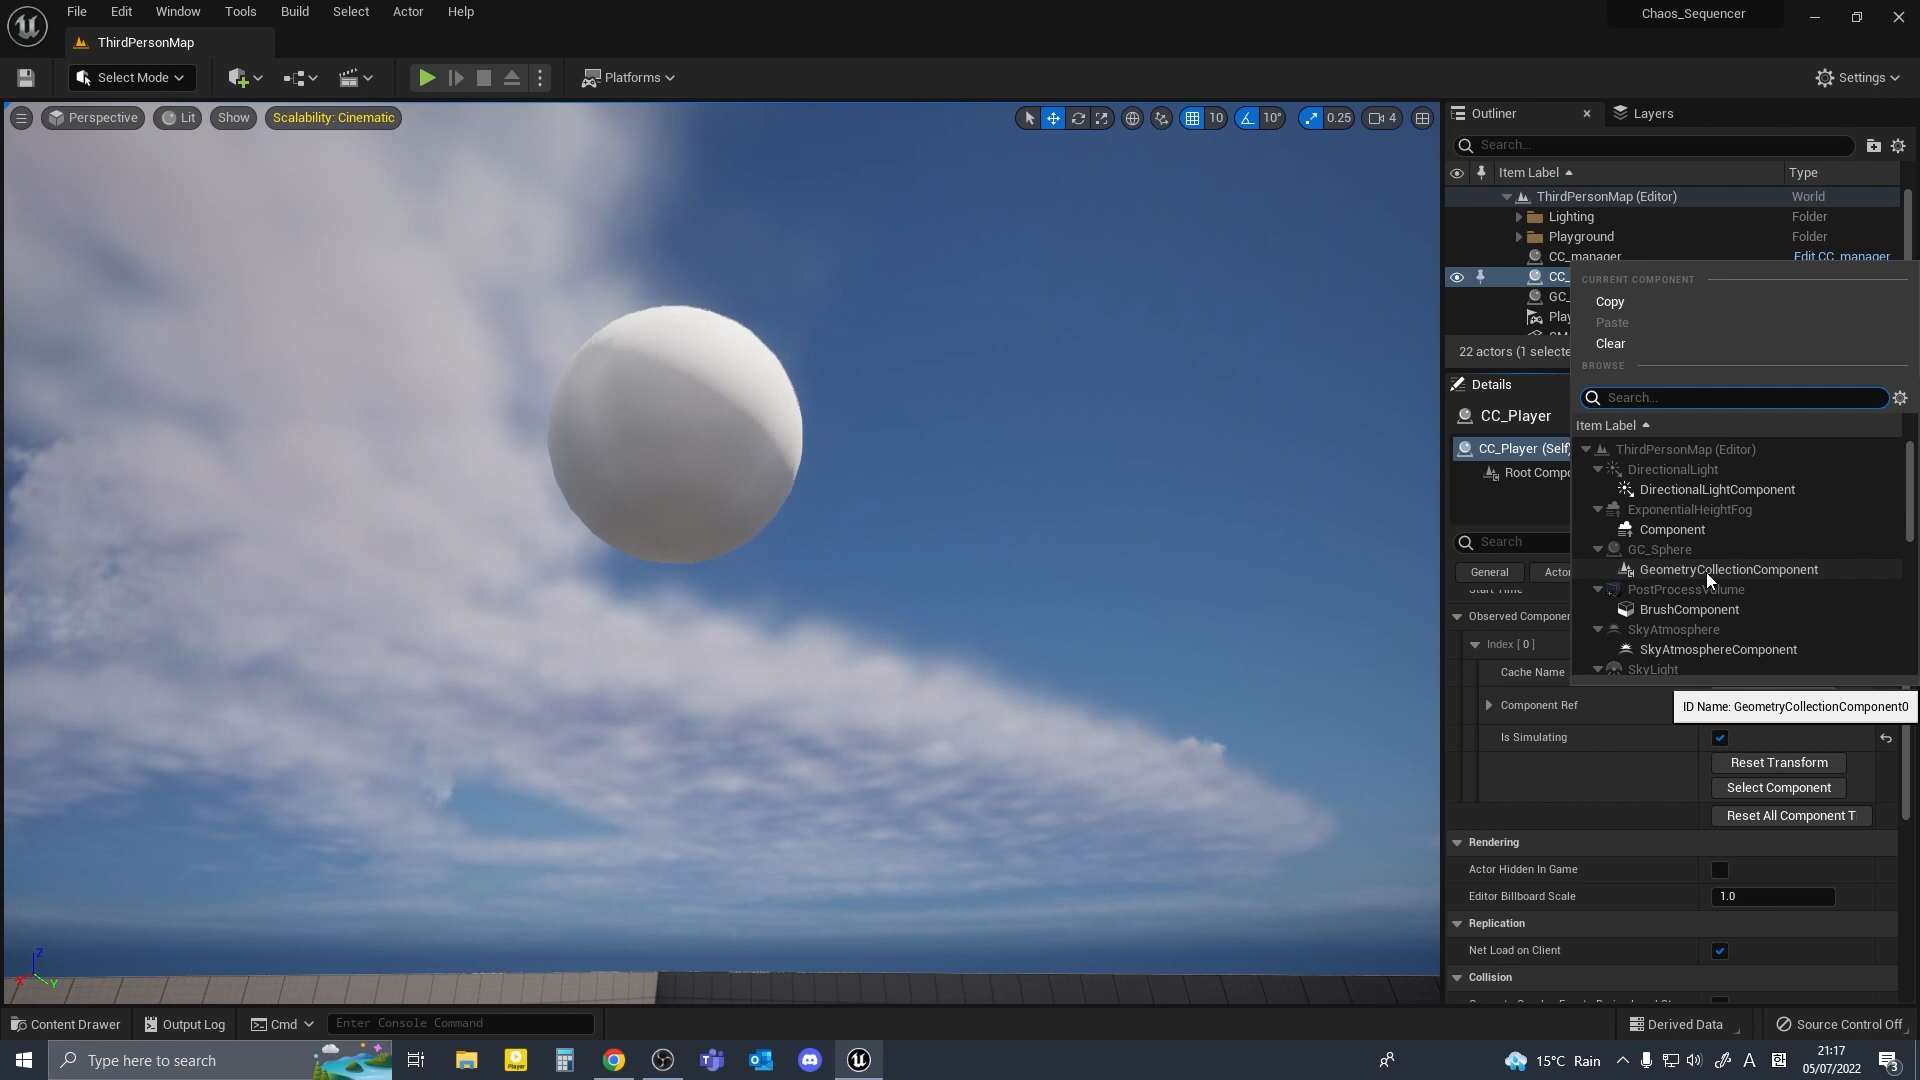 File Edit Window Tools Build Select Actor Help
Chaos_Sequencer
ThirdPersonMap
Select Mode
Platforms
Settings
Perspective Lit Show Scalability: Cinematic
10 10° 0.25 4
Outliner
Layers
Search...
Item Label Type
ThirdPersonMap (Editor) World
Lighting Folder
Playground Folder
CC_manager Edit CC_manager
CC_
GC_
Play
22 actors (1 selecte
CURRENT COMPONENT
Copy
Paste
Clear
BROWSE
Search...
Item Label
ThirdPersonMap (Editor)
DirectionalLight
DirectionalLightComponent
ExponentialHeightFog
Component
GC_Sphere
GeometryCollectionComponent
PostProcessVolume
BrushComponent
SkyAtmosphere
SkyAtmosphereComponent
SkyLight
ID Name: GeometryCollectionComponent0
Details
CC_Player
CC_Player (Self)
Root Compo
Search
General Actor
Start Time
Observed Componen
Index [ 0 ]
Cache Name
Component Ref
Is Simulating
Reset Transform
Select Component
Reset All Component T
Rendering
Actor Hidden In Game
Editor Billboard Scale 1.0
Replication
Net Load on Client
Collision
Z
X Y
Content Drawer Output Log Cmd Enter Console Command
Derived Data Source Control Off
Type here to search
Player
15°C Rain
A
21:17
05/07/2022
3